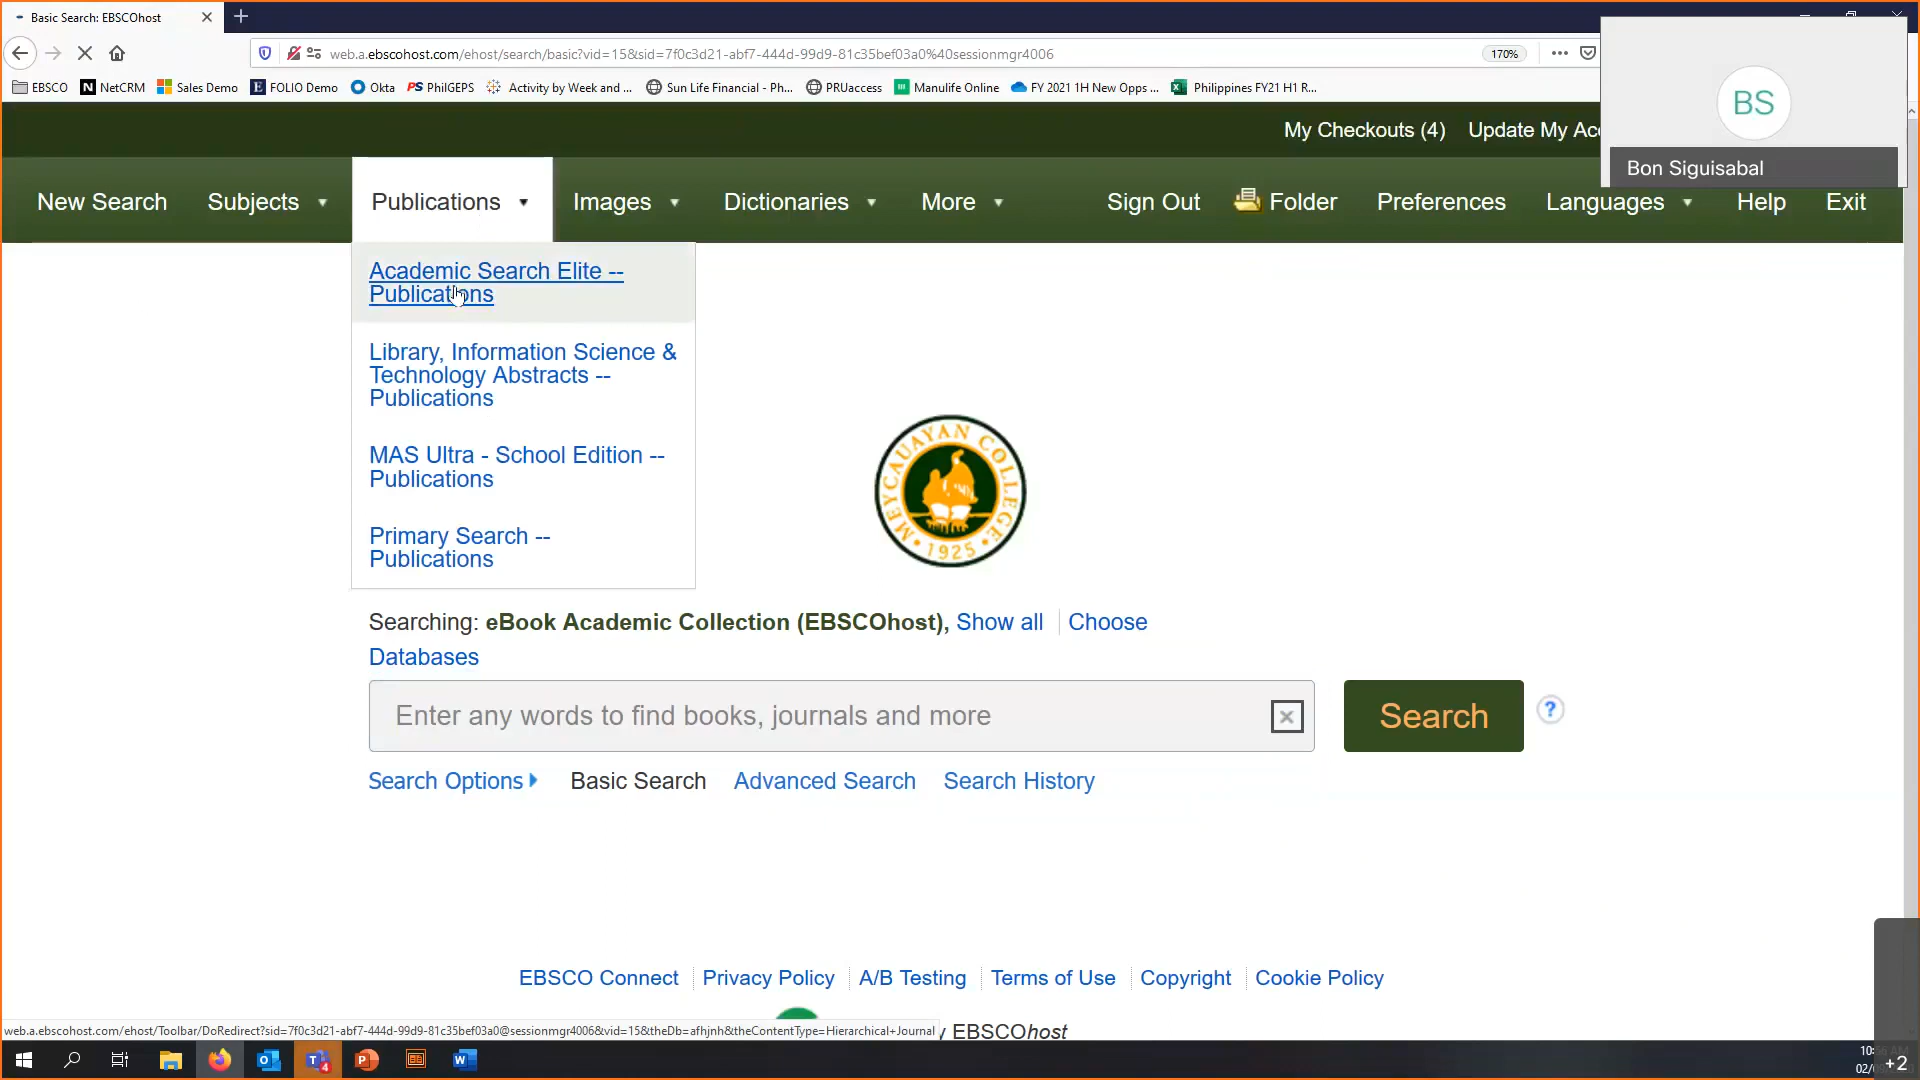 Basic Search: EBSCOhost
web.a.ebscohost.com/ehost/search/basic?vid=15&sid=7f0c3d21-abf7-444d-99d9-81c35bef03a0%40sessionmgr4006
170%
EBSCO
NetCRM
Sales Demo
FOLIO Demo
Okta
PhilGEPS
Activity by Week and ...
Sun Life Financial - Ph...
PRUaccess
Manulife Online
FY 2021 1H New Opps ...
Philippines FY21 H1 R...
BS
Bon Siguisabal
My Checkouts (4)
Update My Acc
New Search
Subjects
Publications
Images
Dictionaries
More
Sign Out
Folder
Preferences
Languages
Help
Exit
Academic Search Elite --
Publications
Library, Information Science &
Technology Abstracts --
Publications
MAS Ultra - School Edition --
Publications
Primary Search --
Publications
MEYCAUAYAN COLLEGE
1925
Searching: eBook Academic Collection (EBSCOhost), Show all
Choose
Databases
Enter any words to find books, journals and more
Search
?
Search Options
Basic Search
Advanced Search
Search History
EBSCO Connect
Privacy Policy
A/B Testing
Terms of Use
Copyright
Cookie Policy
web.a.ebscohost.com/ehost/Toolbar/DoRedirect?sid=7f0c3d21-abf7-444d-99d9-81c35bef03a0@sessionmgr4006&vid=15&theDb=afhjnh&theContentType=Hierarchical+Journal
EBSCOhost
+2